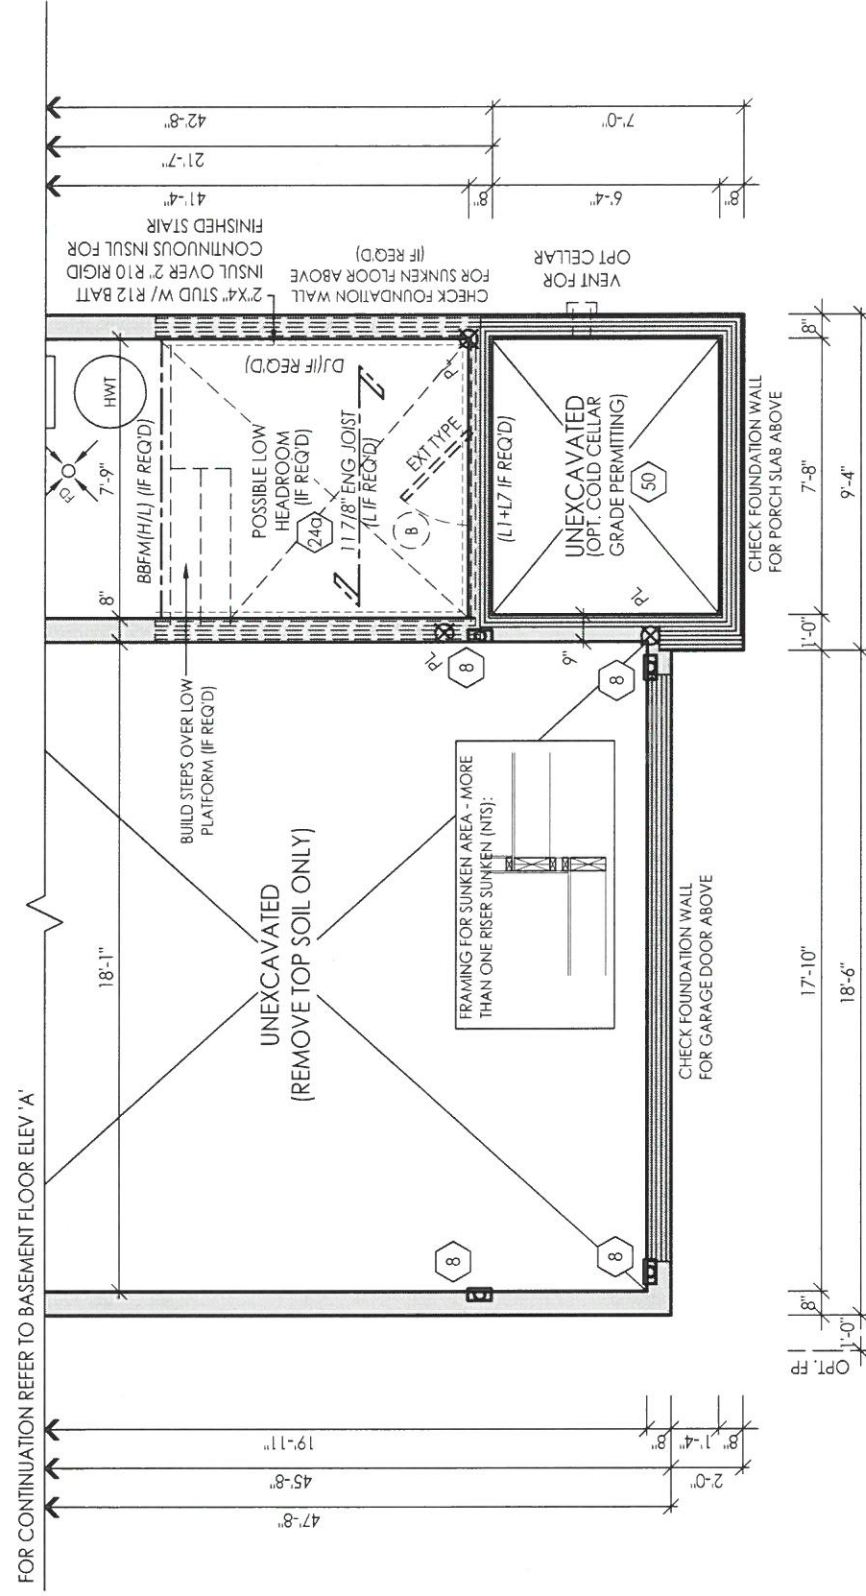 FOR CONTINUATION REFER TO BASEMENT FLOOR ELEV 'A'
18'-1"
8"
7'-9"
FD
HWT
BBFM(H/L) (IF REQ'D)
BUILD STEPS OVER LOW
PLATFORM (IF REQ'D)
UNEXCAVATED
(REMOVE TOP SOIL ONLY)
POSSIBLE LOW
HEADROOM
(IF REQ'D)
24a
DJ(IF REQ'D)
11 7/8" ENG JOIST
(L IF REQ'D)
EXT TYPE
B
PL
PL
8
(L1+L7 IF REQ'D)
9"
UNEXCAVATED
(OPT. COLD CELLAR
GRADE PERMITTING)
50
PL
8
8
8
FRAMING FOR SUNKEN AREA - MORE
THAN ONE RISER SUNKEN (NTS):
2"X4" STUD W/ R12 BATT
INSUL OVER 2" R10 RIGID
CONTINUOUS INSUL FOR
FINISHED STAIR
CHECK FOUNDATION WALL
FOR SUNKEN FLOOR ABOVE
(IF REQ'D)
VENT FOR
OPT CELLAR
CHECK FOUNDATION WALL
FOR GARAGE DOOR ABOVE
CHECK FOUNDATION WALL
FOR PORCH SLAB ABOVE
47'-8"
45'-8"
19'-11"
8"
1'-4"
8"
2'-0"
41'-4"
21'-7"
42'-8"
8"
6'-4"
8"
7'-0"
OPT. FP
1'-0"
8"
17'-10"
1'-0"
7'-8"
8"
18'-6"
9'-4"